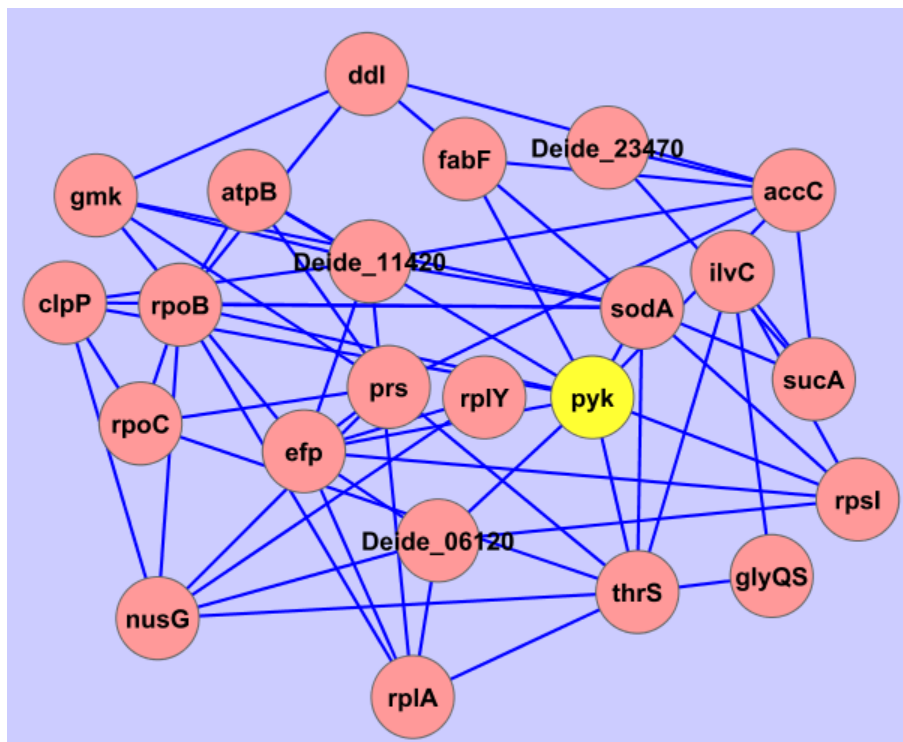 ddl
Deide_23470
fabF
gmk
atpB
accC
Deide_11420
ilvC
clpP
rpoB
sodA
prs
rplY
pyk
sucA
rpoC
efp
rpsI
Deide_06120
glyQS
thrS
nusG
rplA